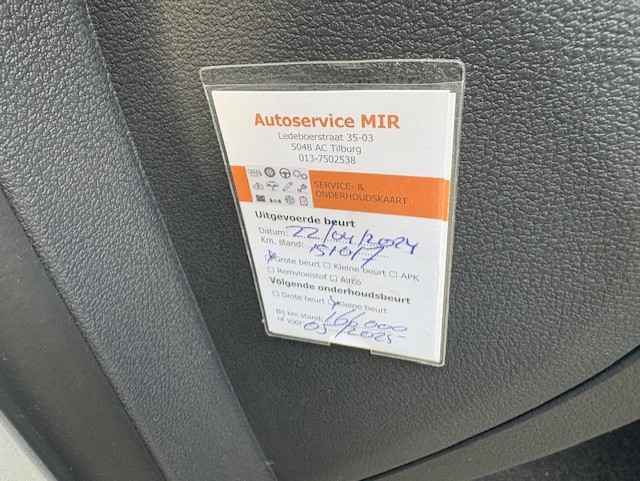 Autoservice MIR
Ledeboerstraat 35-03
5048 AC Tilburg
013-7502538
SERVICE- &
ONDERHOUDSKAART
Uitgevoerde beurt
Datum: 22/04/2024
Km. stand: 151017
Grote beurt Kleine beurt APK
Remvloeistof Airco
Volgende onderhoudsbeurt
Grote beurt Kleine beurt
Bij km stand: 166.000
vóór 05/2025